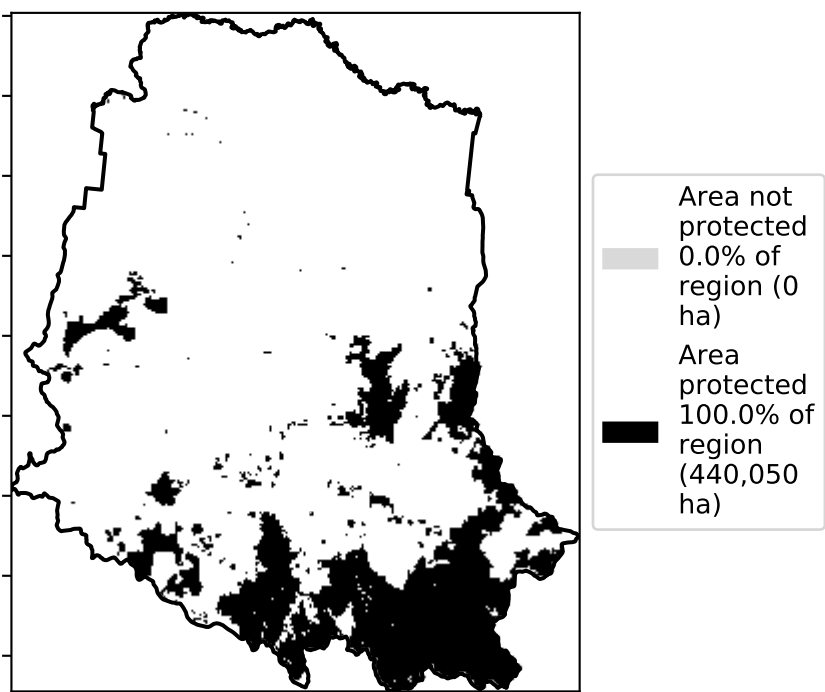 Area not
protected
0.0% of
region (0
ha)
Area
protected
100.0% of
region
(440,050
ha)